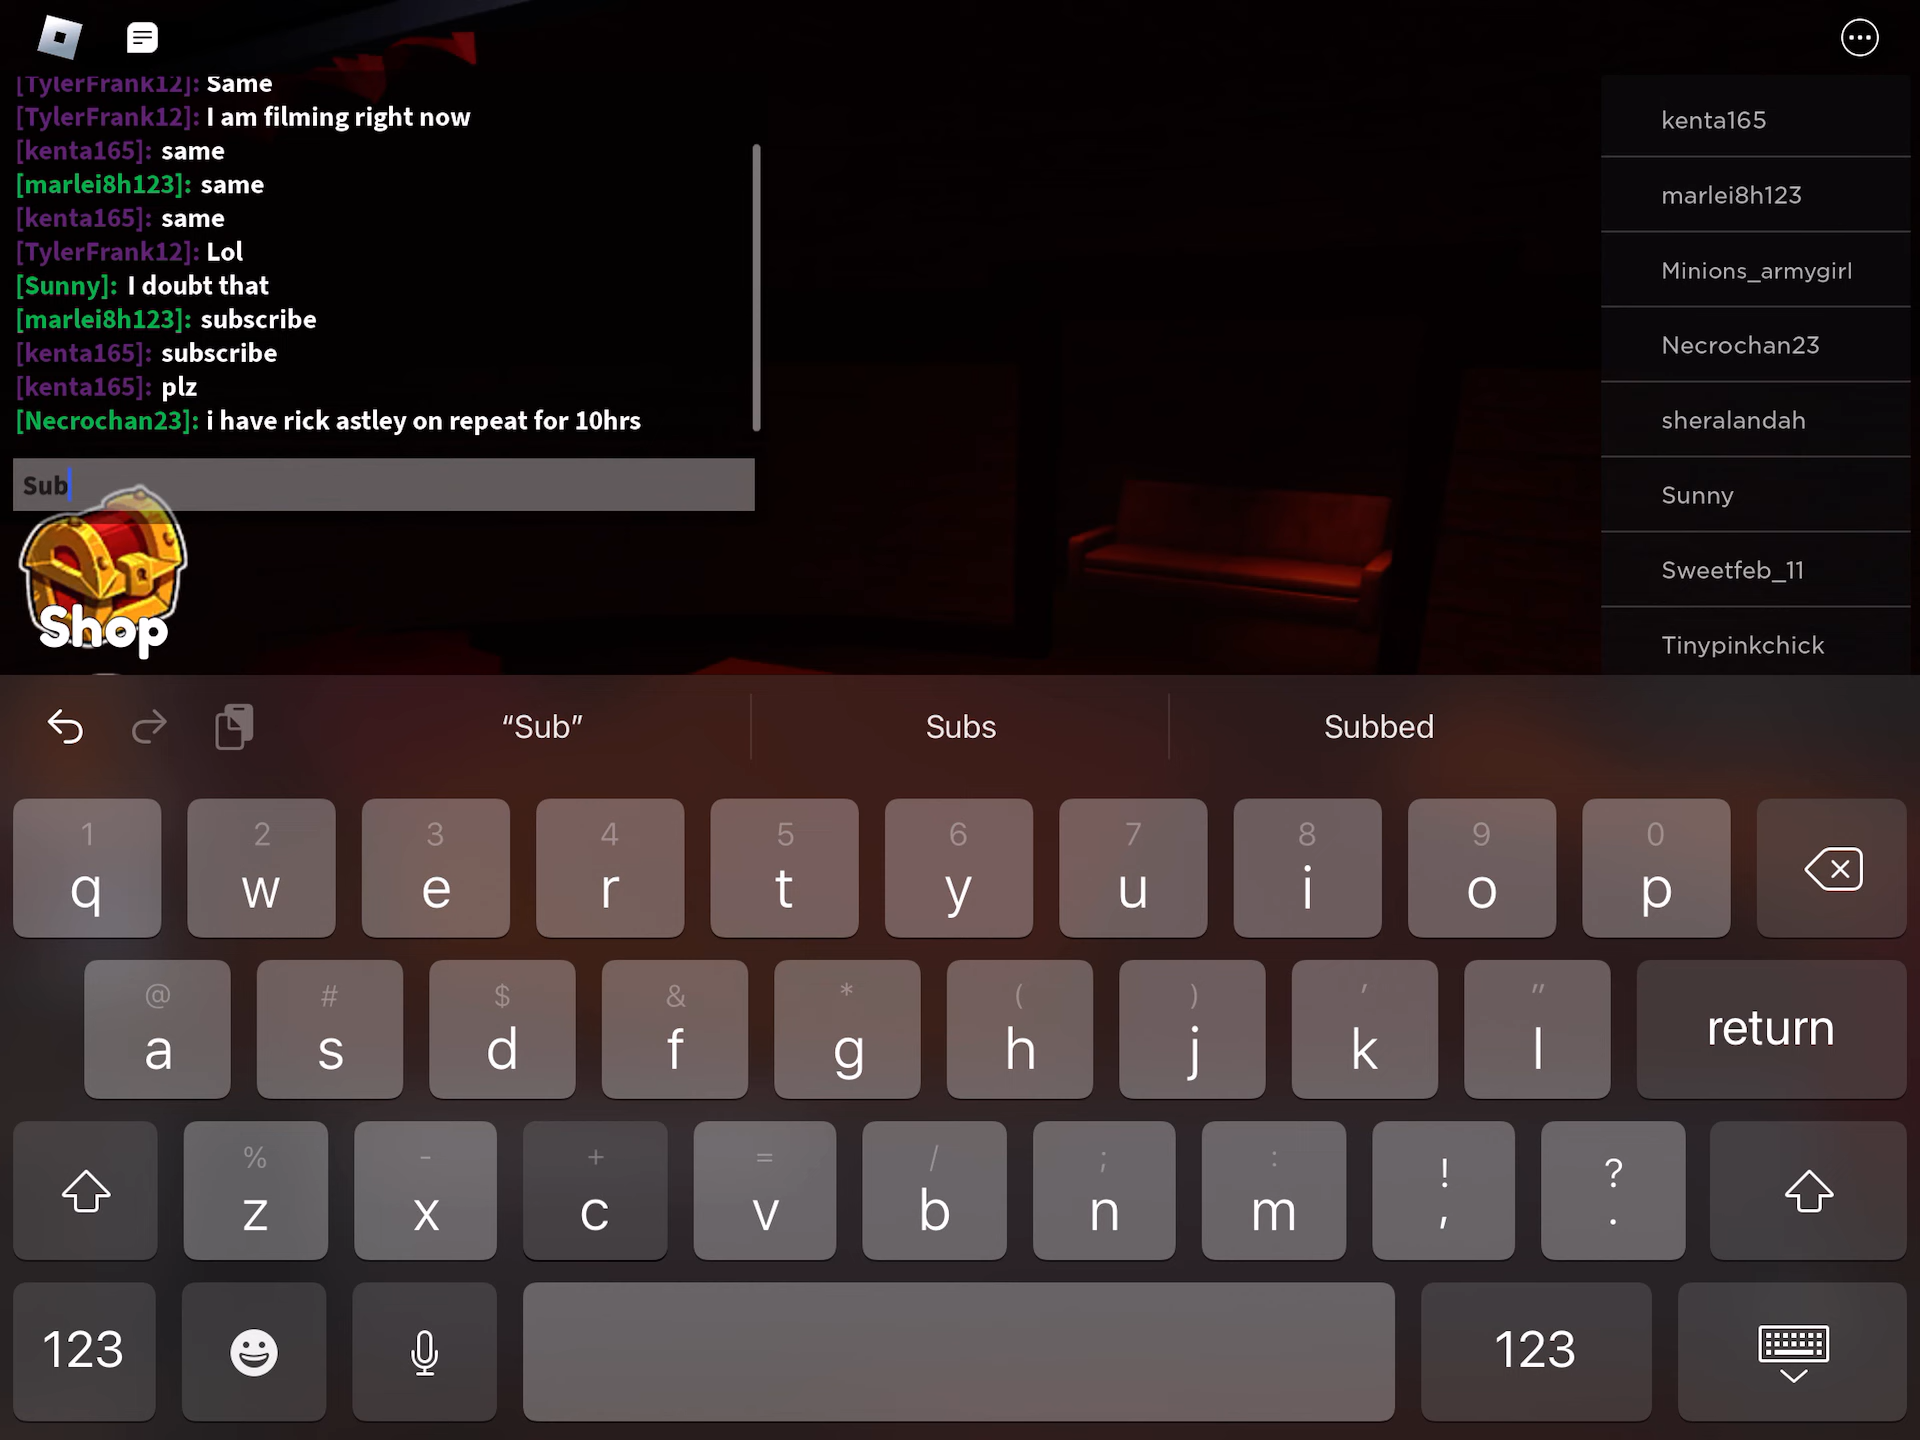 [TylerFrank12]: Same
[TylerFrank12]: I am filming right now
[kenta165]: same
[marlei8h123]: same
[kenta165]: same
[TylerFrank12]: Lol
[Sunny]: I doubt that
[marlei8h123]: subscribe
[kenta165]: subscribe
[kenta165]: plz
[Necrochan23]: i have rick astley on repeat for 10hrs
Sub
Shop
kenta165
marlei8h123
Minions_armygirl
Necrochan23
sheralandah
Sunny
Sweetfeb_11
Tinypinkchick
“Sub” Subs Subbed
1 2 3 4 5 6 7 8 9 0
q w e r t y u i o p
@ # $ & * ( ) ' "
a s d f g h j k l return
% - + = / ; : ! ?
z x c v b n m , .
123 123